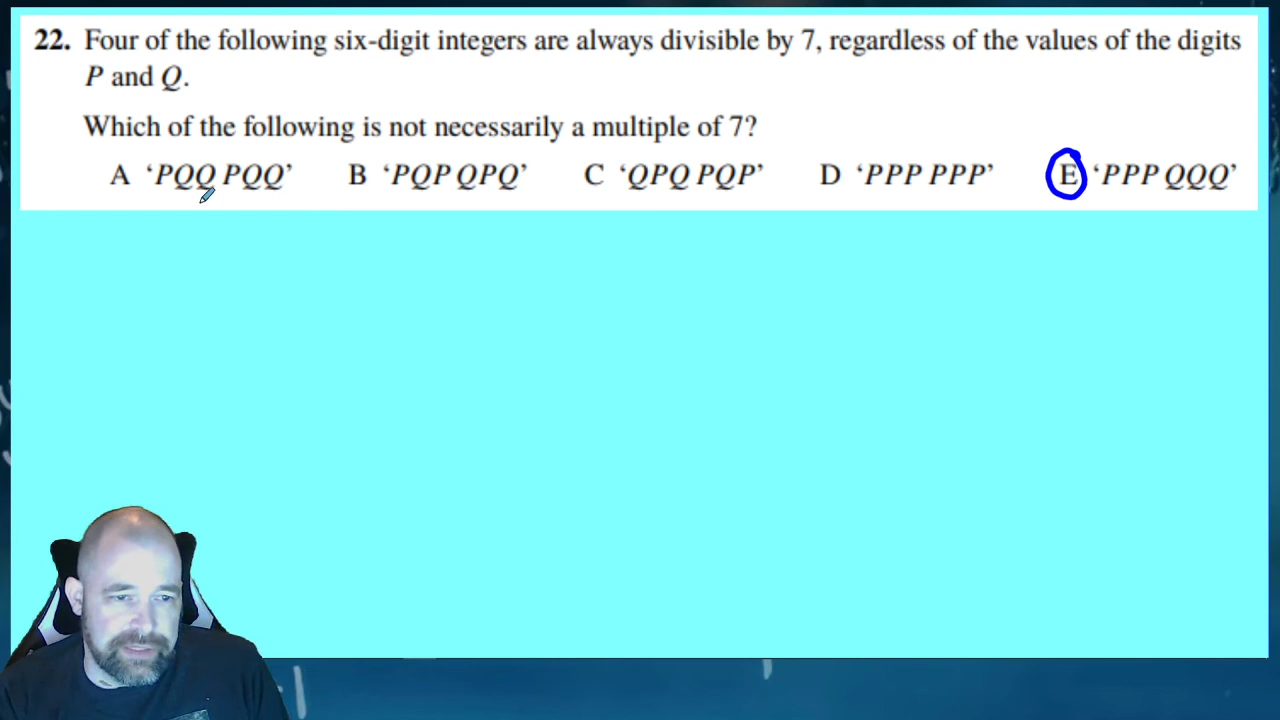 22. Four of the following six-digit integers are always divisible by 7, regardless of the values of the digits
P and Q.
Which of the following is not necessarily a multiple of 7?
A ‘PQQ PQQ’ B ‘PQP QPQ’ C ‘QPQ PQP’ D ‘PPP PPP’ E ‘PPP QQQ’